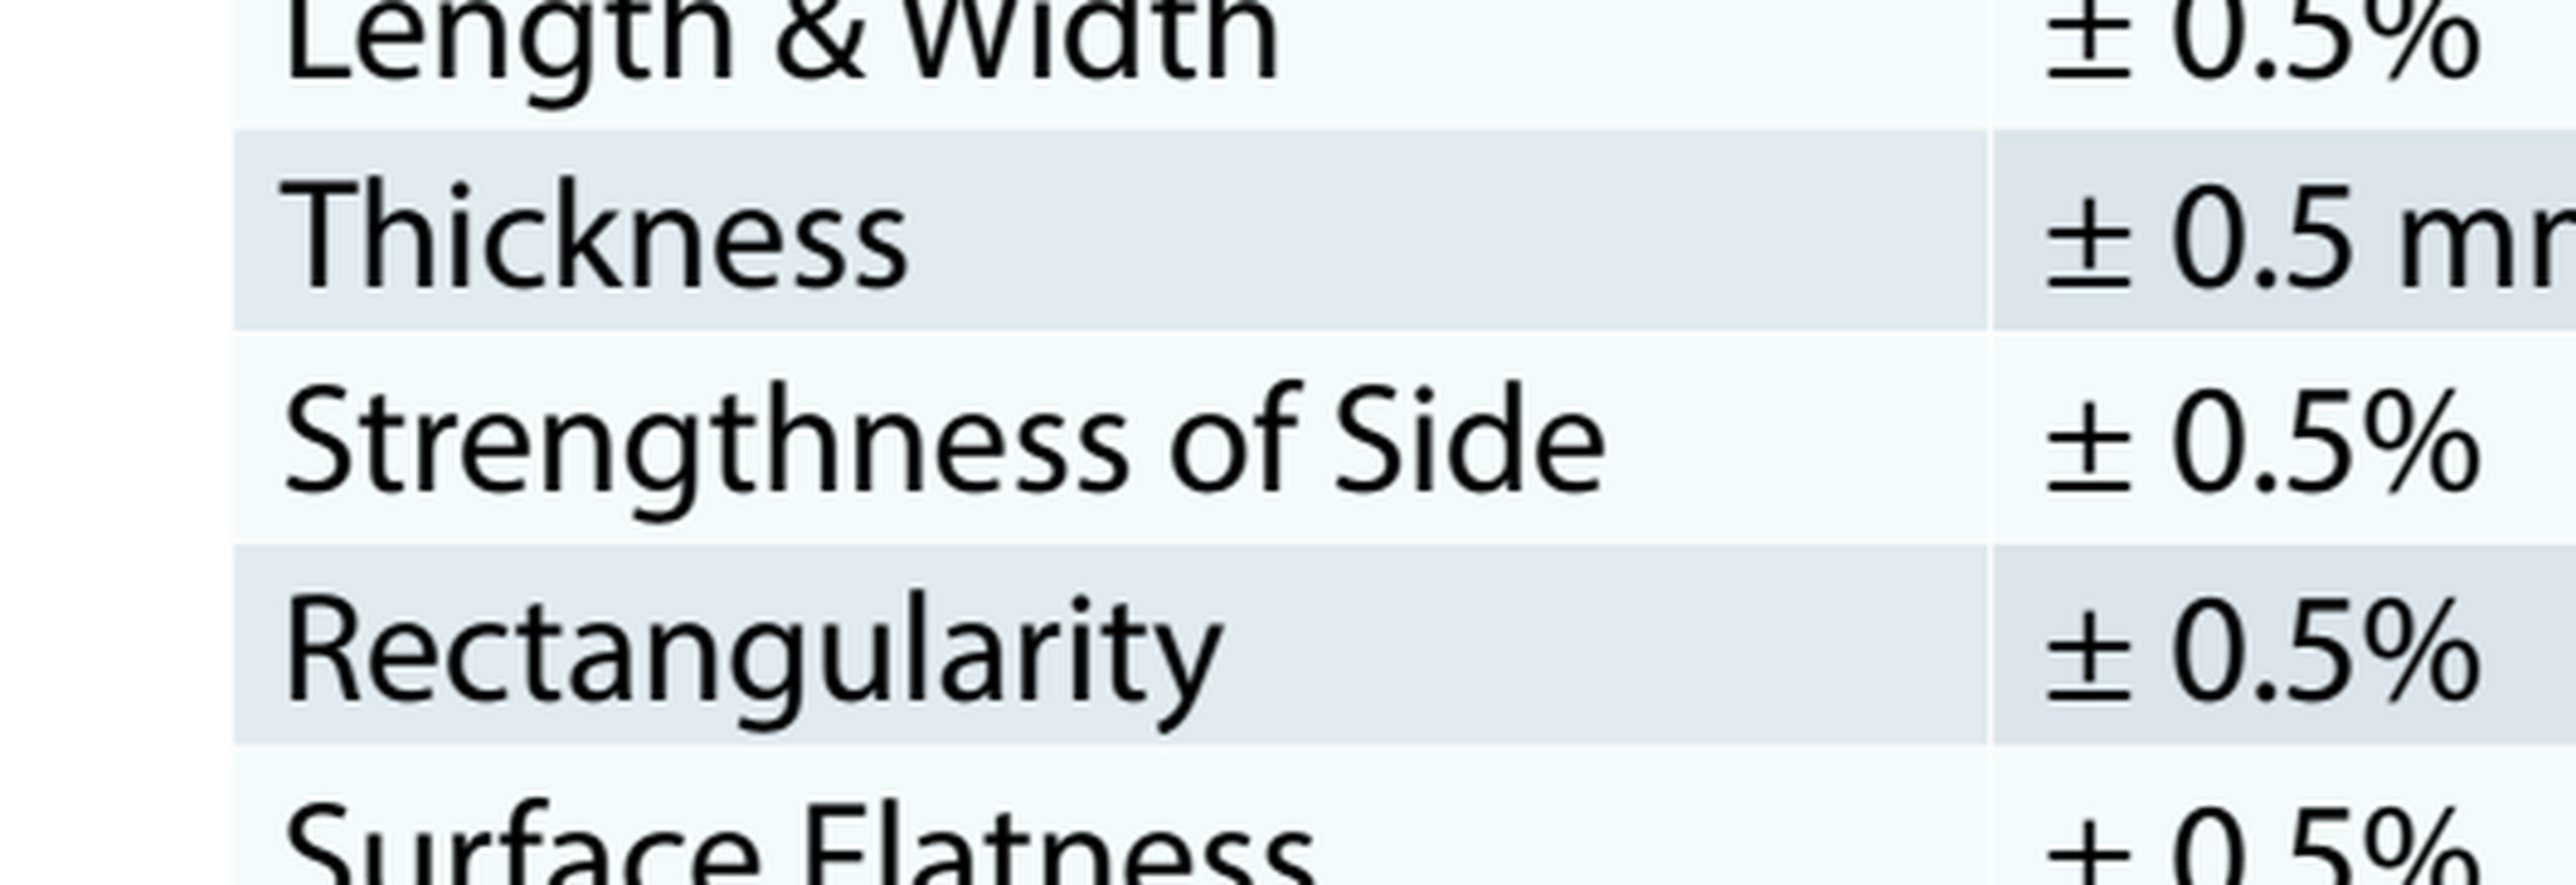 Length & Width ± 0.5%
Thickness ± 0.5
Strengthness of Side ± 0.5%
Rectangularity ± 0.5%
Surface Flatness ± 0.5%